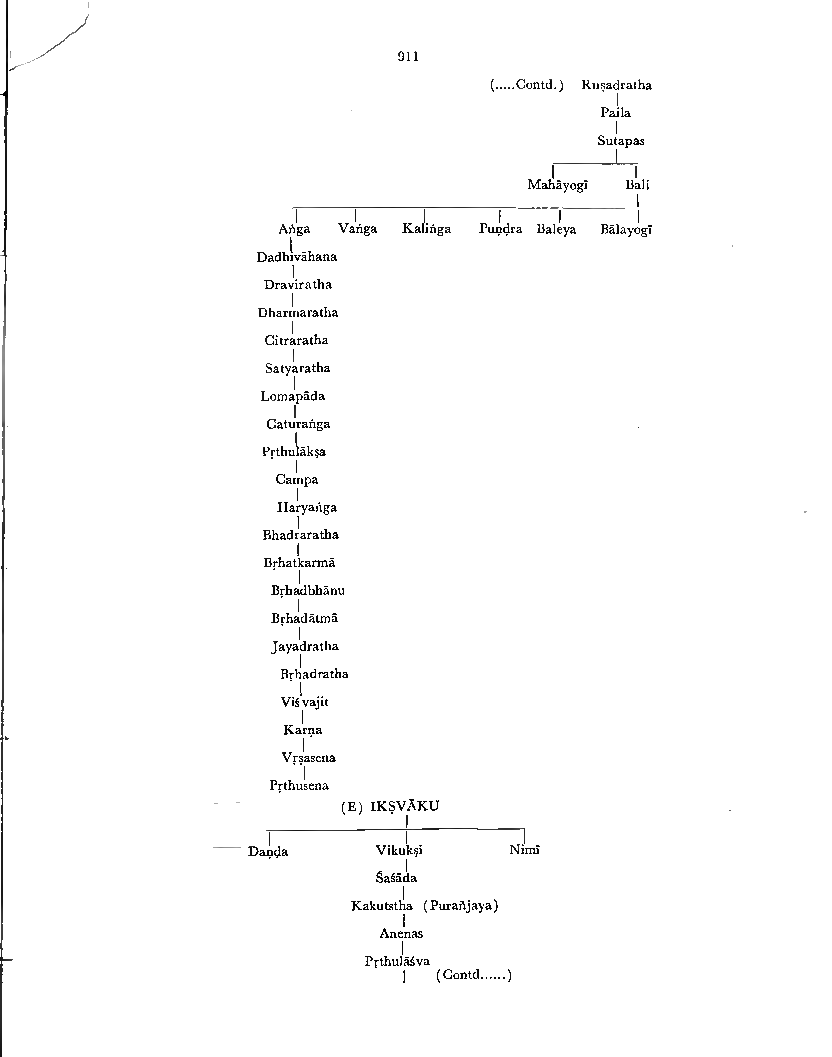 911
(.....Contd.) Ruṣadratha
Paila
Sutapas
Mahāyogī Bali
Aṅga Vaṅga Kaliṅga Puṇḍra Baleya Bālayogī
Dadhivāhana
Draviratha
Dharmaratha
Citraratha
Satyaratha
Lomapāda
Caturaṅga
Pṛthulākṣa
Campa
Haryaṅga
Bhadraratha
Bṛhatkarmā
Bṛhadbhānu
Bṛhadātmā
Jayadratha
Bṛhadratha
Viśvajit
Karṇa
Vṛṣasena
Pṛthusena
(E) IKṢVĀKU
Daṇḍa Vikukṣi Nimi
Śaśāda
Kakutstha (Purañjaya)
Anenas
Pṛthulāśva
(Contd......)